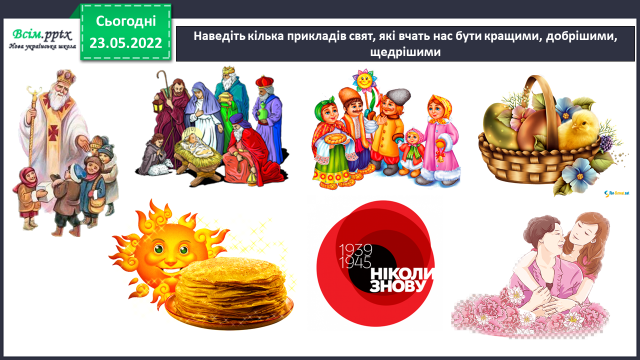 Всім.pptx
Нова українська школа
Сьогодні
23.05.2022
Наведіть кілька прикладів свят, які вчать нас бути кращими, добрішими,
щедрішими
1939
1945
НІКОЛИ
ЗНОВУ